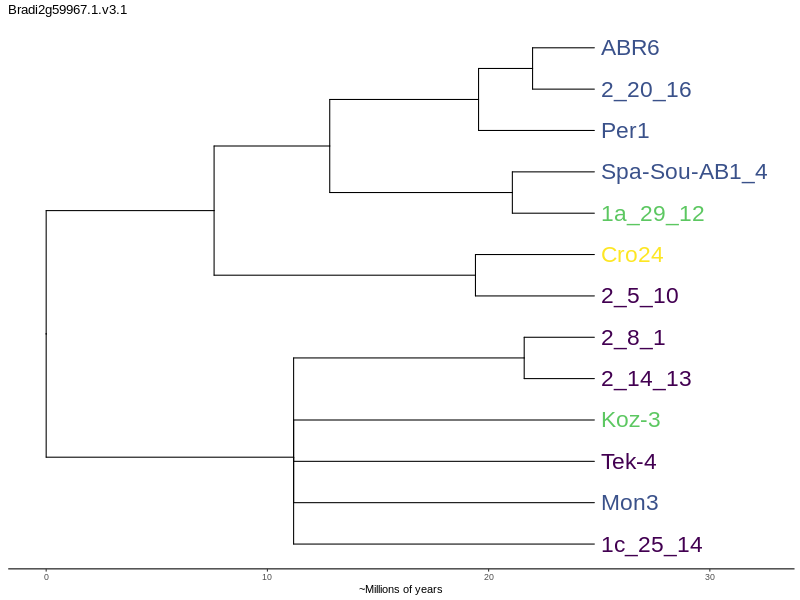 Bradi2g59967.1.v3.1
ABR6
2_20_16
Per1
Spa-Sou-AB1_4
1a_29_12
Cro24
2_5_10
2_8_1
2_14_13
Koz-3
Tek-4
Mon3
1c_25_14
0 10 20 30
~Millions of years